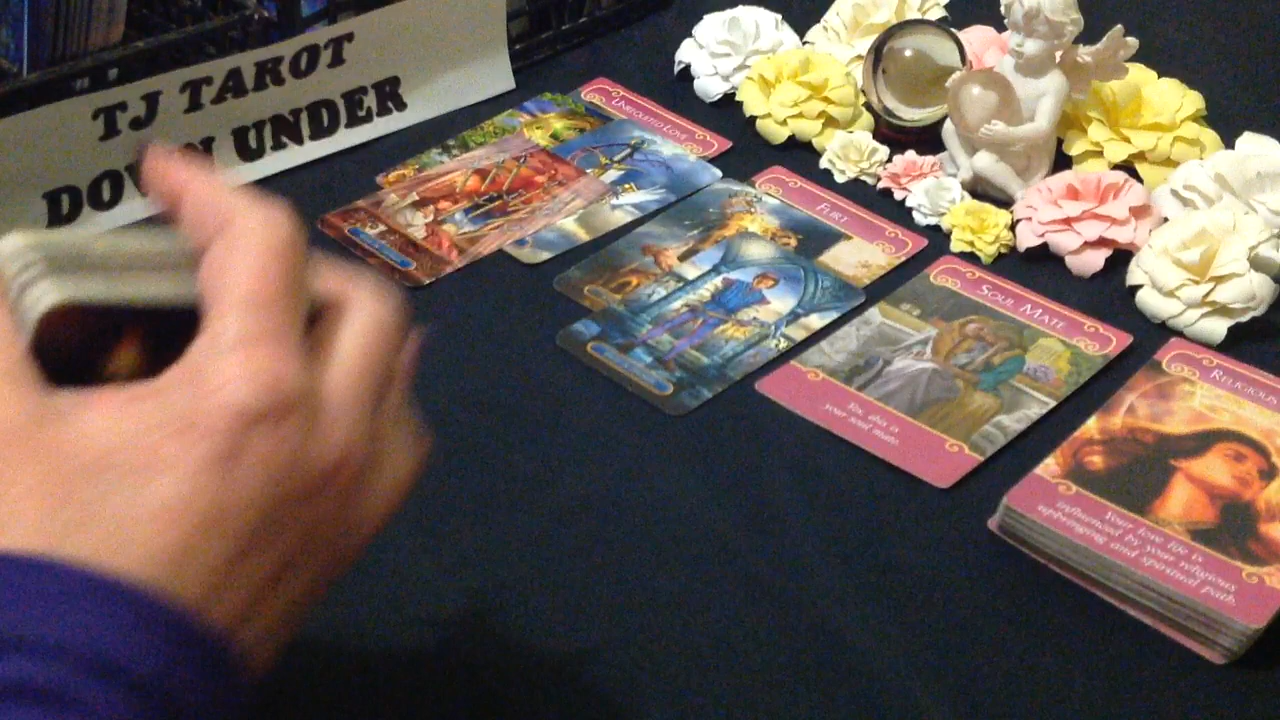 TJ TAROT
DOWN UNDER
UNREQUITED LOVE
FLIRT
SOUL MATE
Yes, this is
your soul mate.
RELIGIOUS
Your love life is
influenced by your religious
upbringing and spiritual path.